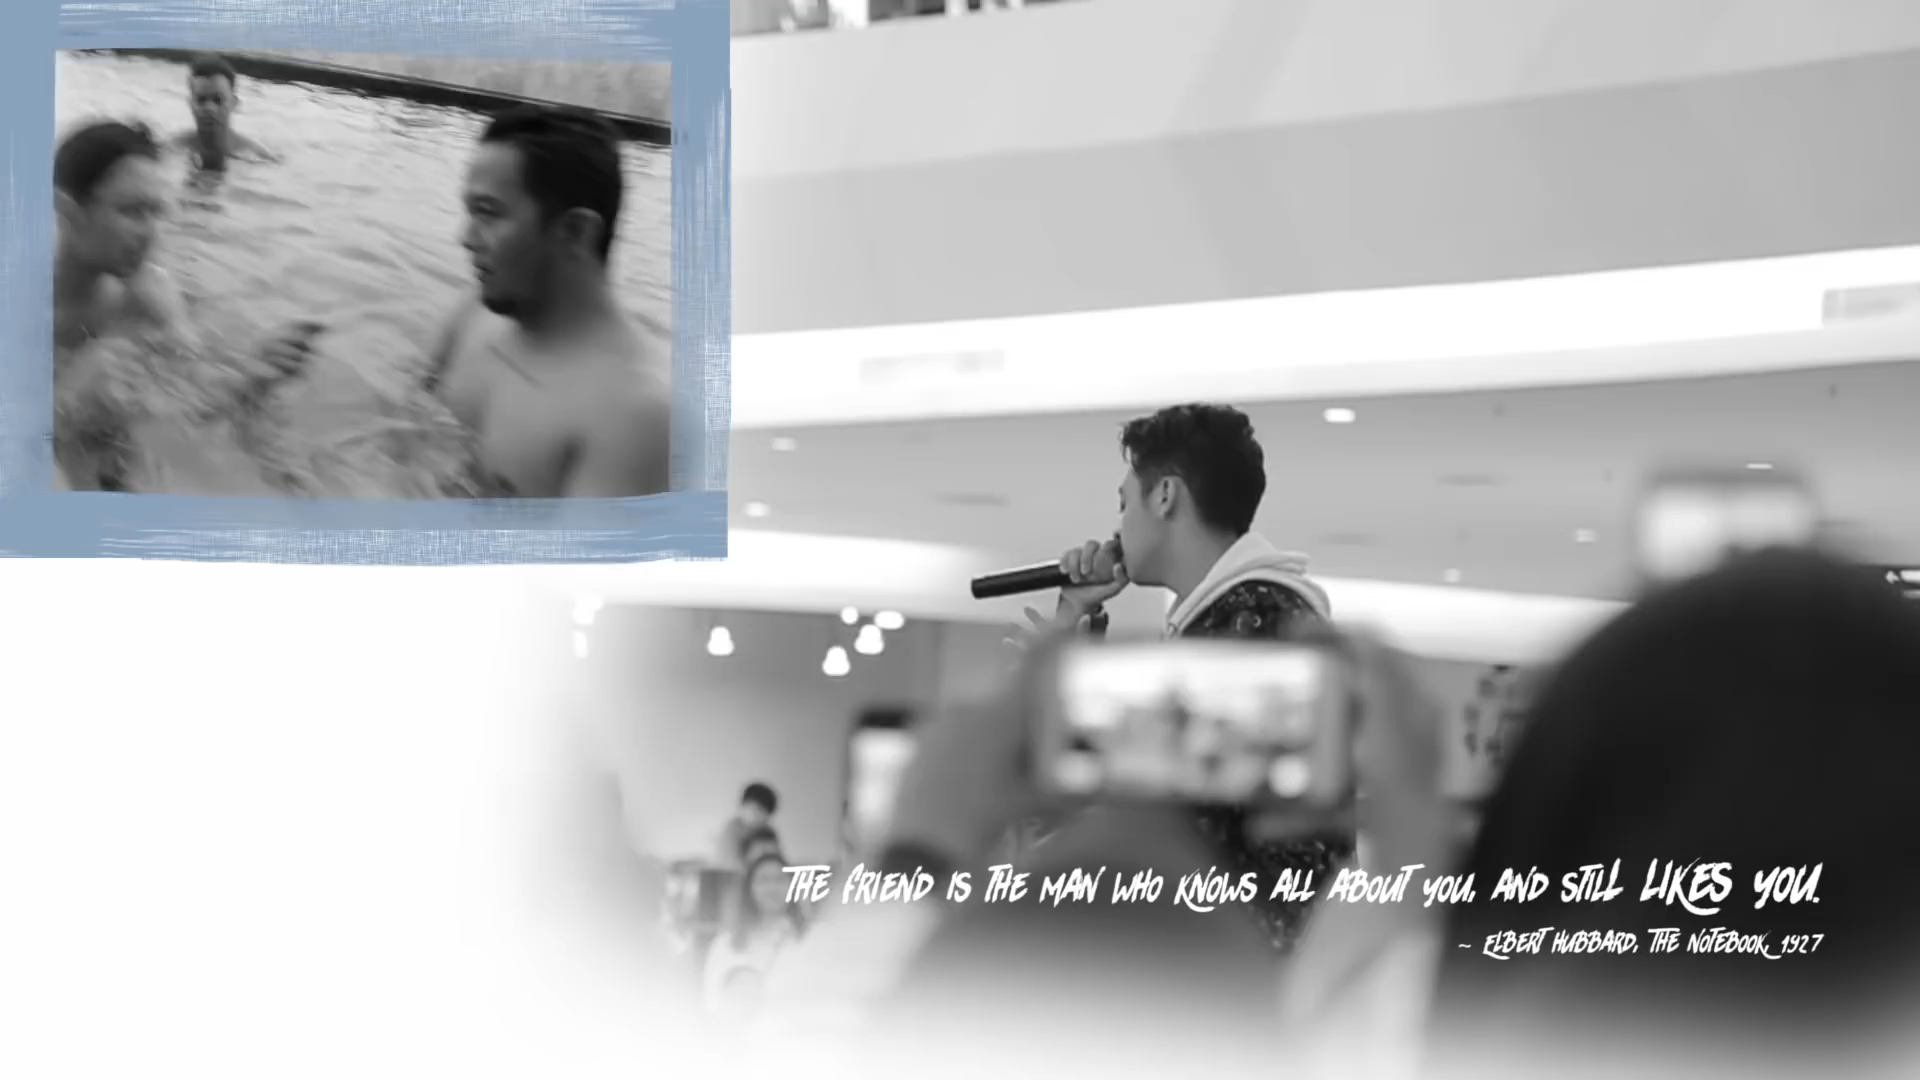 THE FRIEND IS THE MAN WHO KNOWS ALL ABOUT YOU, AND STILL LIKES YOU.
~ ELBERT HUBBARD, THE NOTEBOOK, 1927